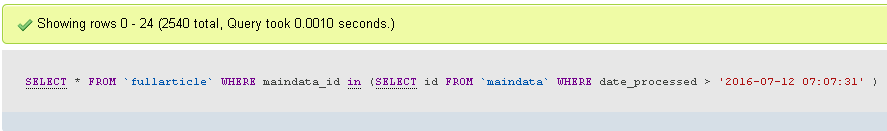 Showing rows 0 - 24 (2540 total, Query took 0.0010 seconds.)
SELECT * FROM `fullarticle` WHERE maindata_id in (SELECT id FROM `maindata` WHERE date_processed > '2016-07-12 07:07:31' )